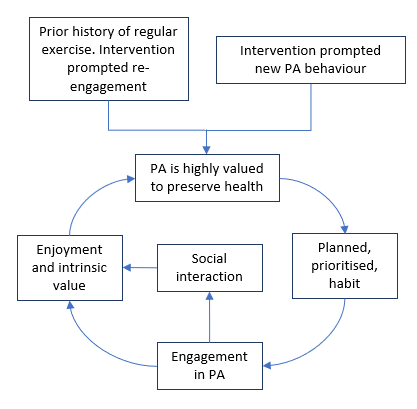 Prior history of regular
exercise. Intervention
prompted re-
engagement
Intervention prompted
new PA behaviour
PA is highly valued
to preserve health
Enjoyment
and intrinsic
value
Social
interaction
Planned,
prioritised,
habit
Engagement
in PA